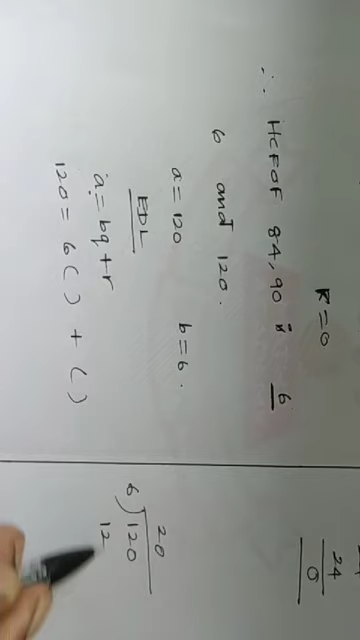 R=0
∴ HCF OF 84, 90 is 6
6 and 120.
a=120 b=6.
EDL
a=bq+r
120 = 6 ( ) + ( )
24
0
20
6 ) 120
12